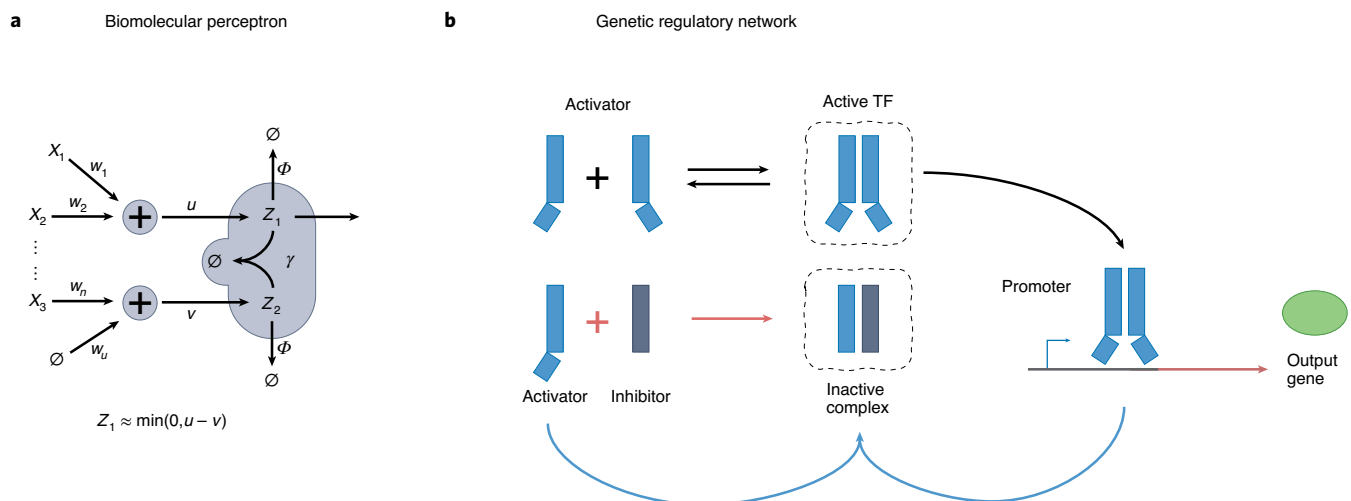 a
Biomolecular perceptron
X1
w1
X2
w2
+
u
Z1
Φ
∅
∅
γ
X3
wn
+
v
Z2
∅
wu
Φ
∅
Z1 ≈ min(0,u – v)
b
Genetic regulatory network
Activator
Active TF
+
+
Promoter
Activator
Inhibitor
Inactive
complex
Output
gene